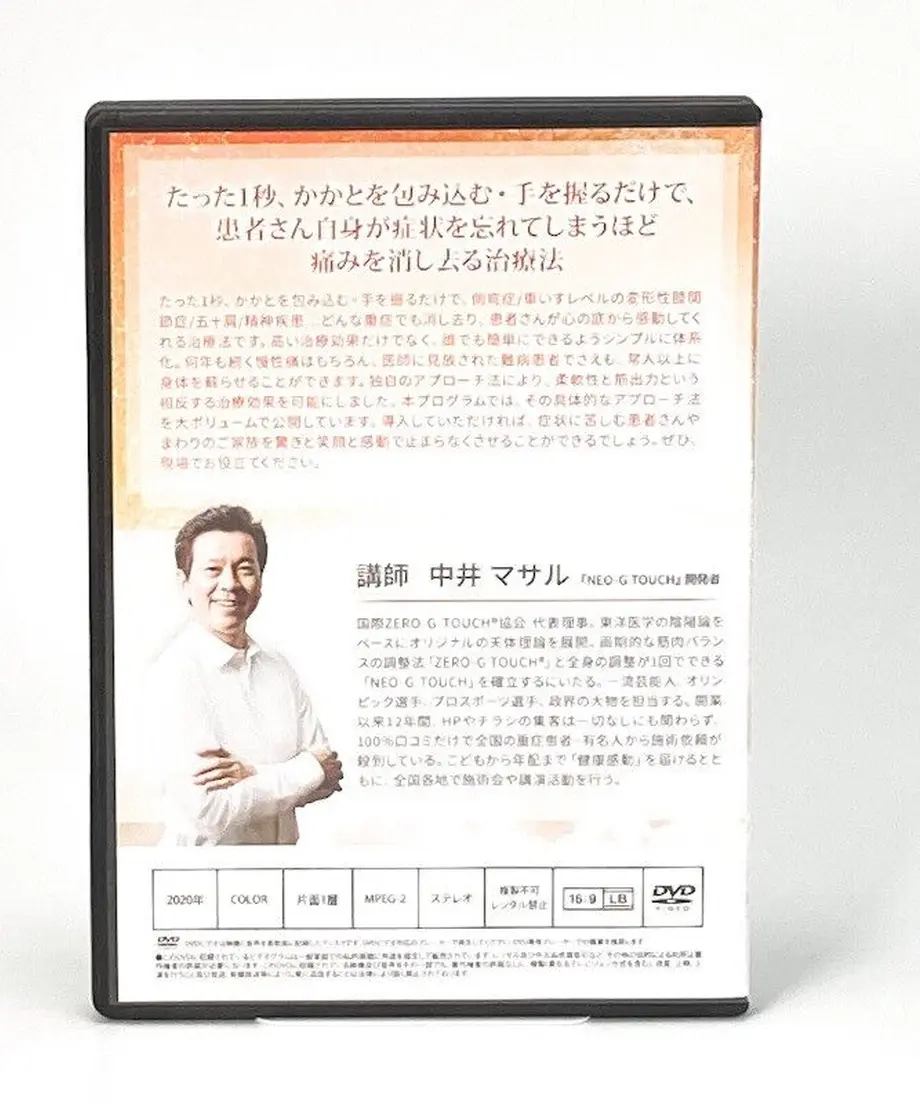 たった1秒、かかとを包み込む・手を握るだけで、
患者さん自身が症状を忘れてしまうほど
痛みを消し去る治療法
たった1秒、かかとを包み込む・手を握るだけで、側弯症/車いすレベルの変形性膝関
節症/五十肩/精神疾患…どんな重症でも消し去り、患者さんが心の底から感動してく
れる治療法です。高い治療効果だけでなく、誰でも簡単にできるようシンプルに体系
化。何年も続く慢性痛はもちろん、医師に見放された難病患者でさえも、常人以上に
身体を蘇らせることができます。独自のアプローチ法により、柔軟性と筋出力という
相反する治療効果を可能にしました。本プログラムでは、その具体的なアプローチ法
を大ボリュームで公開しています。導入していただければ、症状に苦しむ患者さんや
まわりのご家族を驚きと笑顔と感動で止まらなくさせることができるでしょう。ぜひ、
現場でお役立てください。
講師 中井 マサル 『NEO-G TOUCH』開発者
国際ZERO-G TOUCH®協会 代表理事。東洋医学の陰陽論を
ベースにオリジナルの天体理論を展開。画期的な筋肉バラン
スの調整法「ZERO-G TOUCH®」と全身の調整が1回でできる
「NEO-G TOUCH」を確立するにいたる。一流芸能人、オリン
ピック選手、プロスポーツ選手、政界の大物を担当する。開業
以来12年間、HPやチラシの集客は一切なしにも関わらず、
100%口コミだけで全国の重症患者・有名人から施術依頼が
殺到している。こどもから年配まで「健康感動」を届けるとと
もに、全国各地で施術会や講演活動を行う。
2020年 COLOR 片面1層 MPEG-2 ステレオ 複製不可 レンタル禁止 16:9 LB DVD VIDEO
DVD